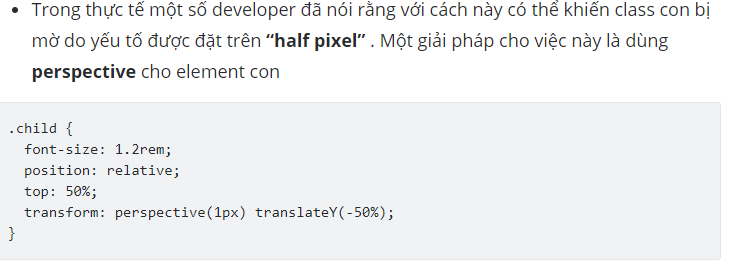 Trong thực tế một số developer đã nói rằng với cách này có thể khiến class con bị
mờ do yếu tố được đặt trên “half pixel” . Một giải pháp cho việc này là dùng
perspective cho element con
.child {
  font-size: 1.2rem;
  position: relative;
  top: 50%;
  transform: perspective(1px) translateY(-50%);
}